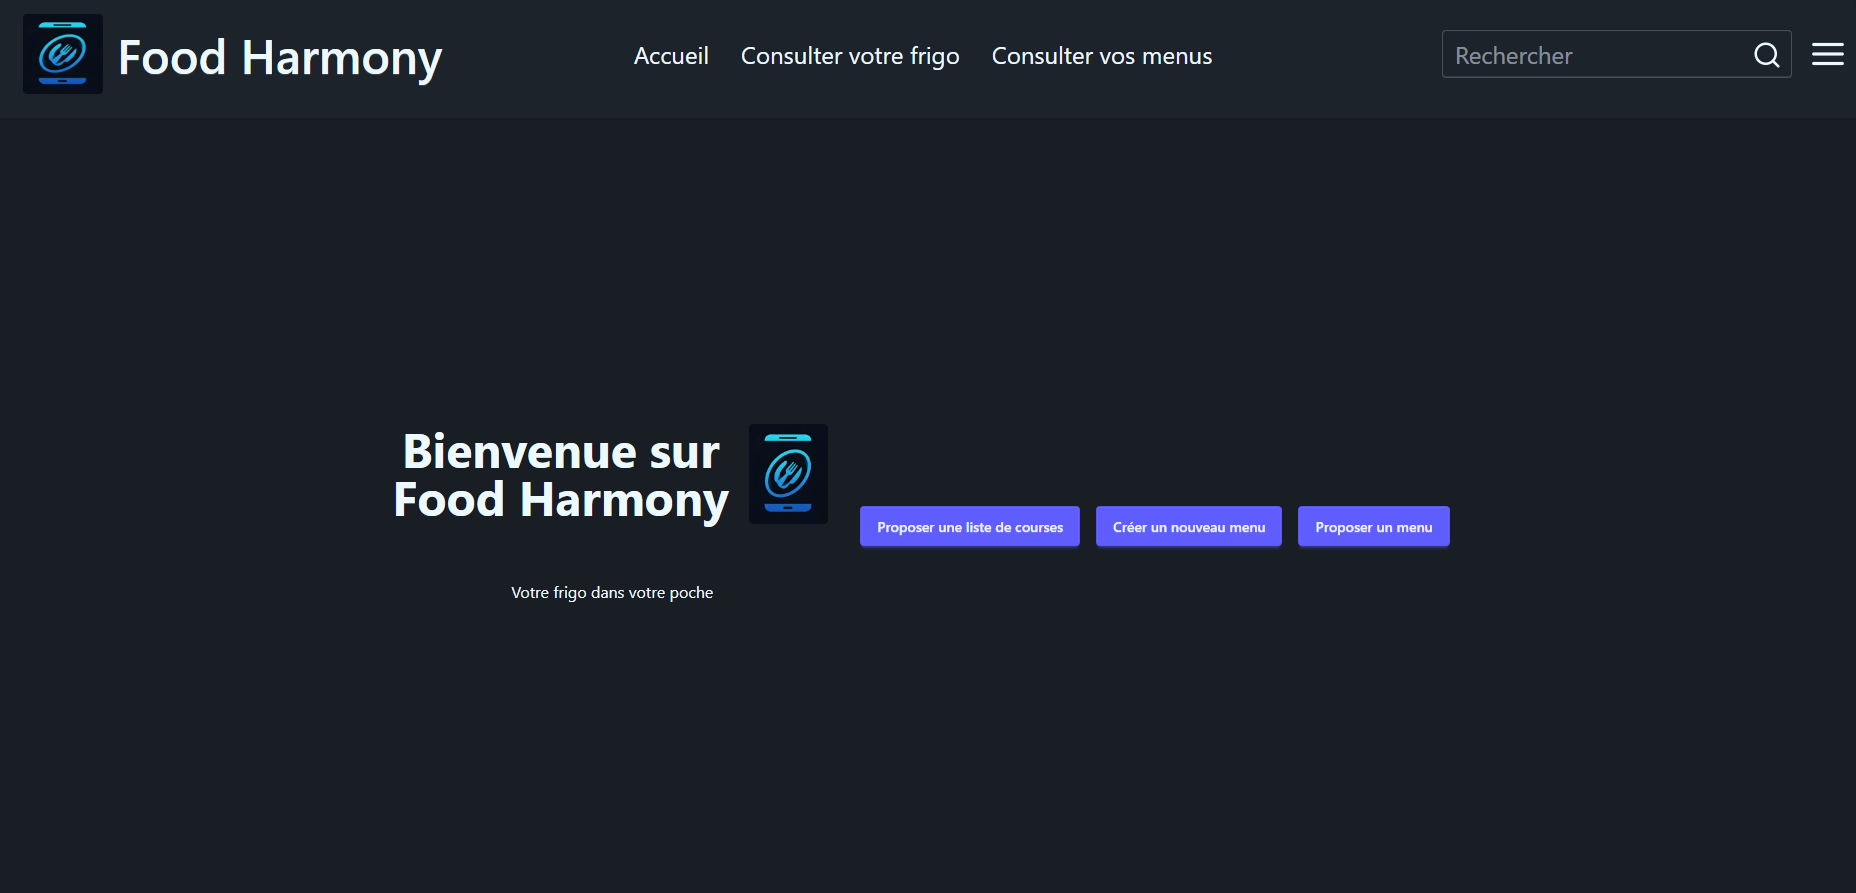 Food Harmony
Accueil
Consulter votre frigo
Consulter vos menus
Rechercher
Bienvenue sur
Food Harmony
Votre frigo dans votre poche
Proposer une liste de courses
Créer un nouveau menu
Proposer un menu